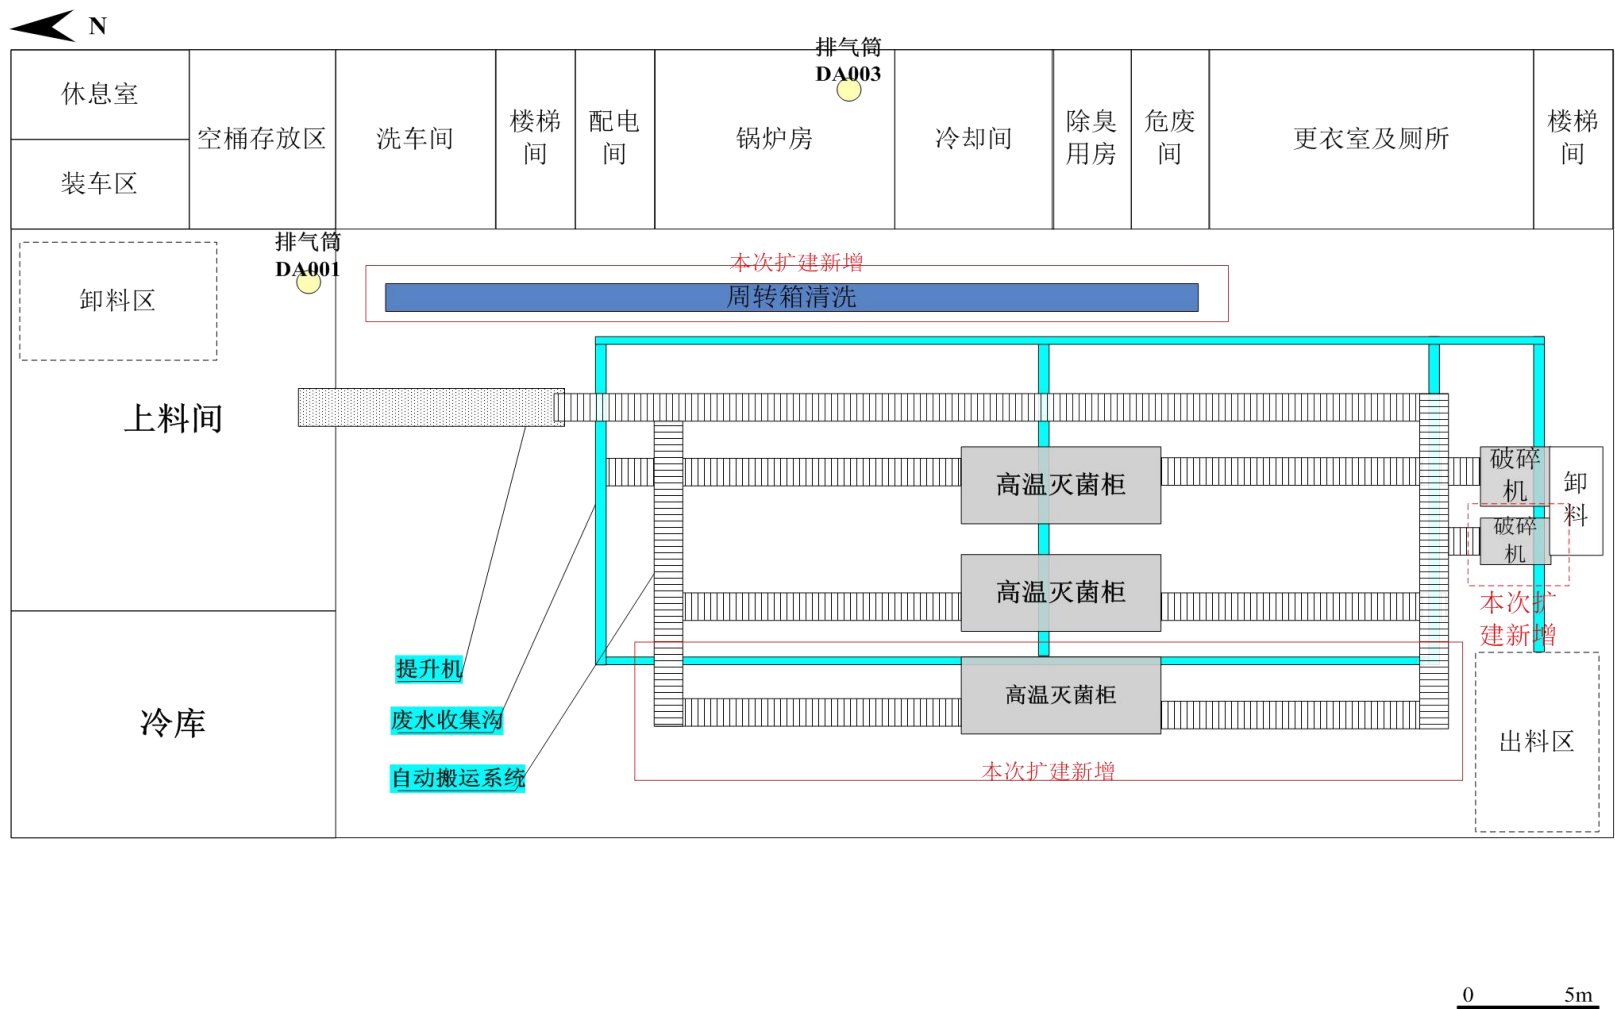 N
排气筒
DA003
休息室
装车区
空桶存放区
洗车间
楼梯
间
配电
间
锅炉房
冷却间
除臭
用房
危废
间
更衣室及厕所
楼梯
间
排气筒
DA001
卸料区
本次扩建新增
周转箱清洗
上料间
高温灭菌柜
破碎
机
卸
料
破碎
机
高温灭菌柜
本次扩
建新增
提升机
高温灭菌柜
废水收集沟
冷库
出料区
自动搬运系统
本次扩建新增
0 5m